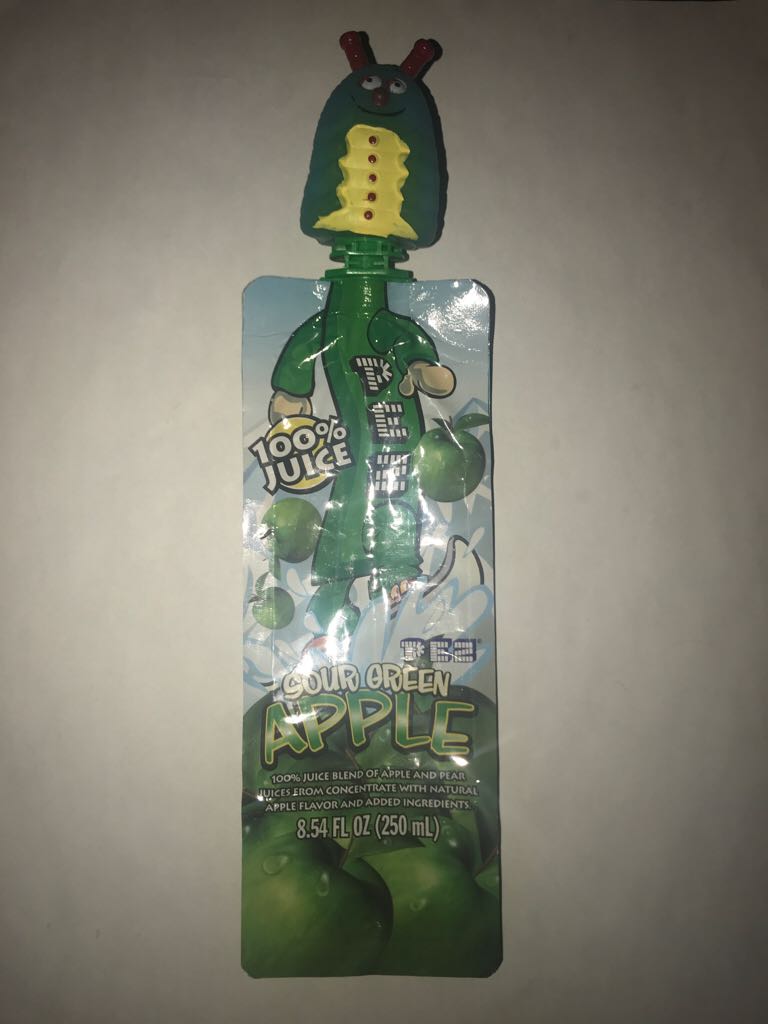 PEZ
100%
JUICE
PEZ
SOUR GREEN
APPLE
100% JUICE BLEND OF APPLE AND PEAR
JUICES FROM CONCENTRATE WITH NATURAL
APPLE FLAVOR AND ADDED INGREDIENTS.
8.54 FL OZ (250 mL)